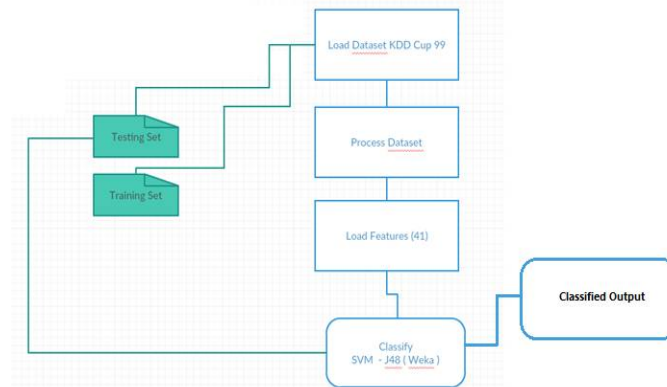 Load Dataset KDD Cup 99
Testing Set
Process Dataset
Training Set
Load Features (41)
Classified Output
Classify
SVM - J48 ( Weka )